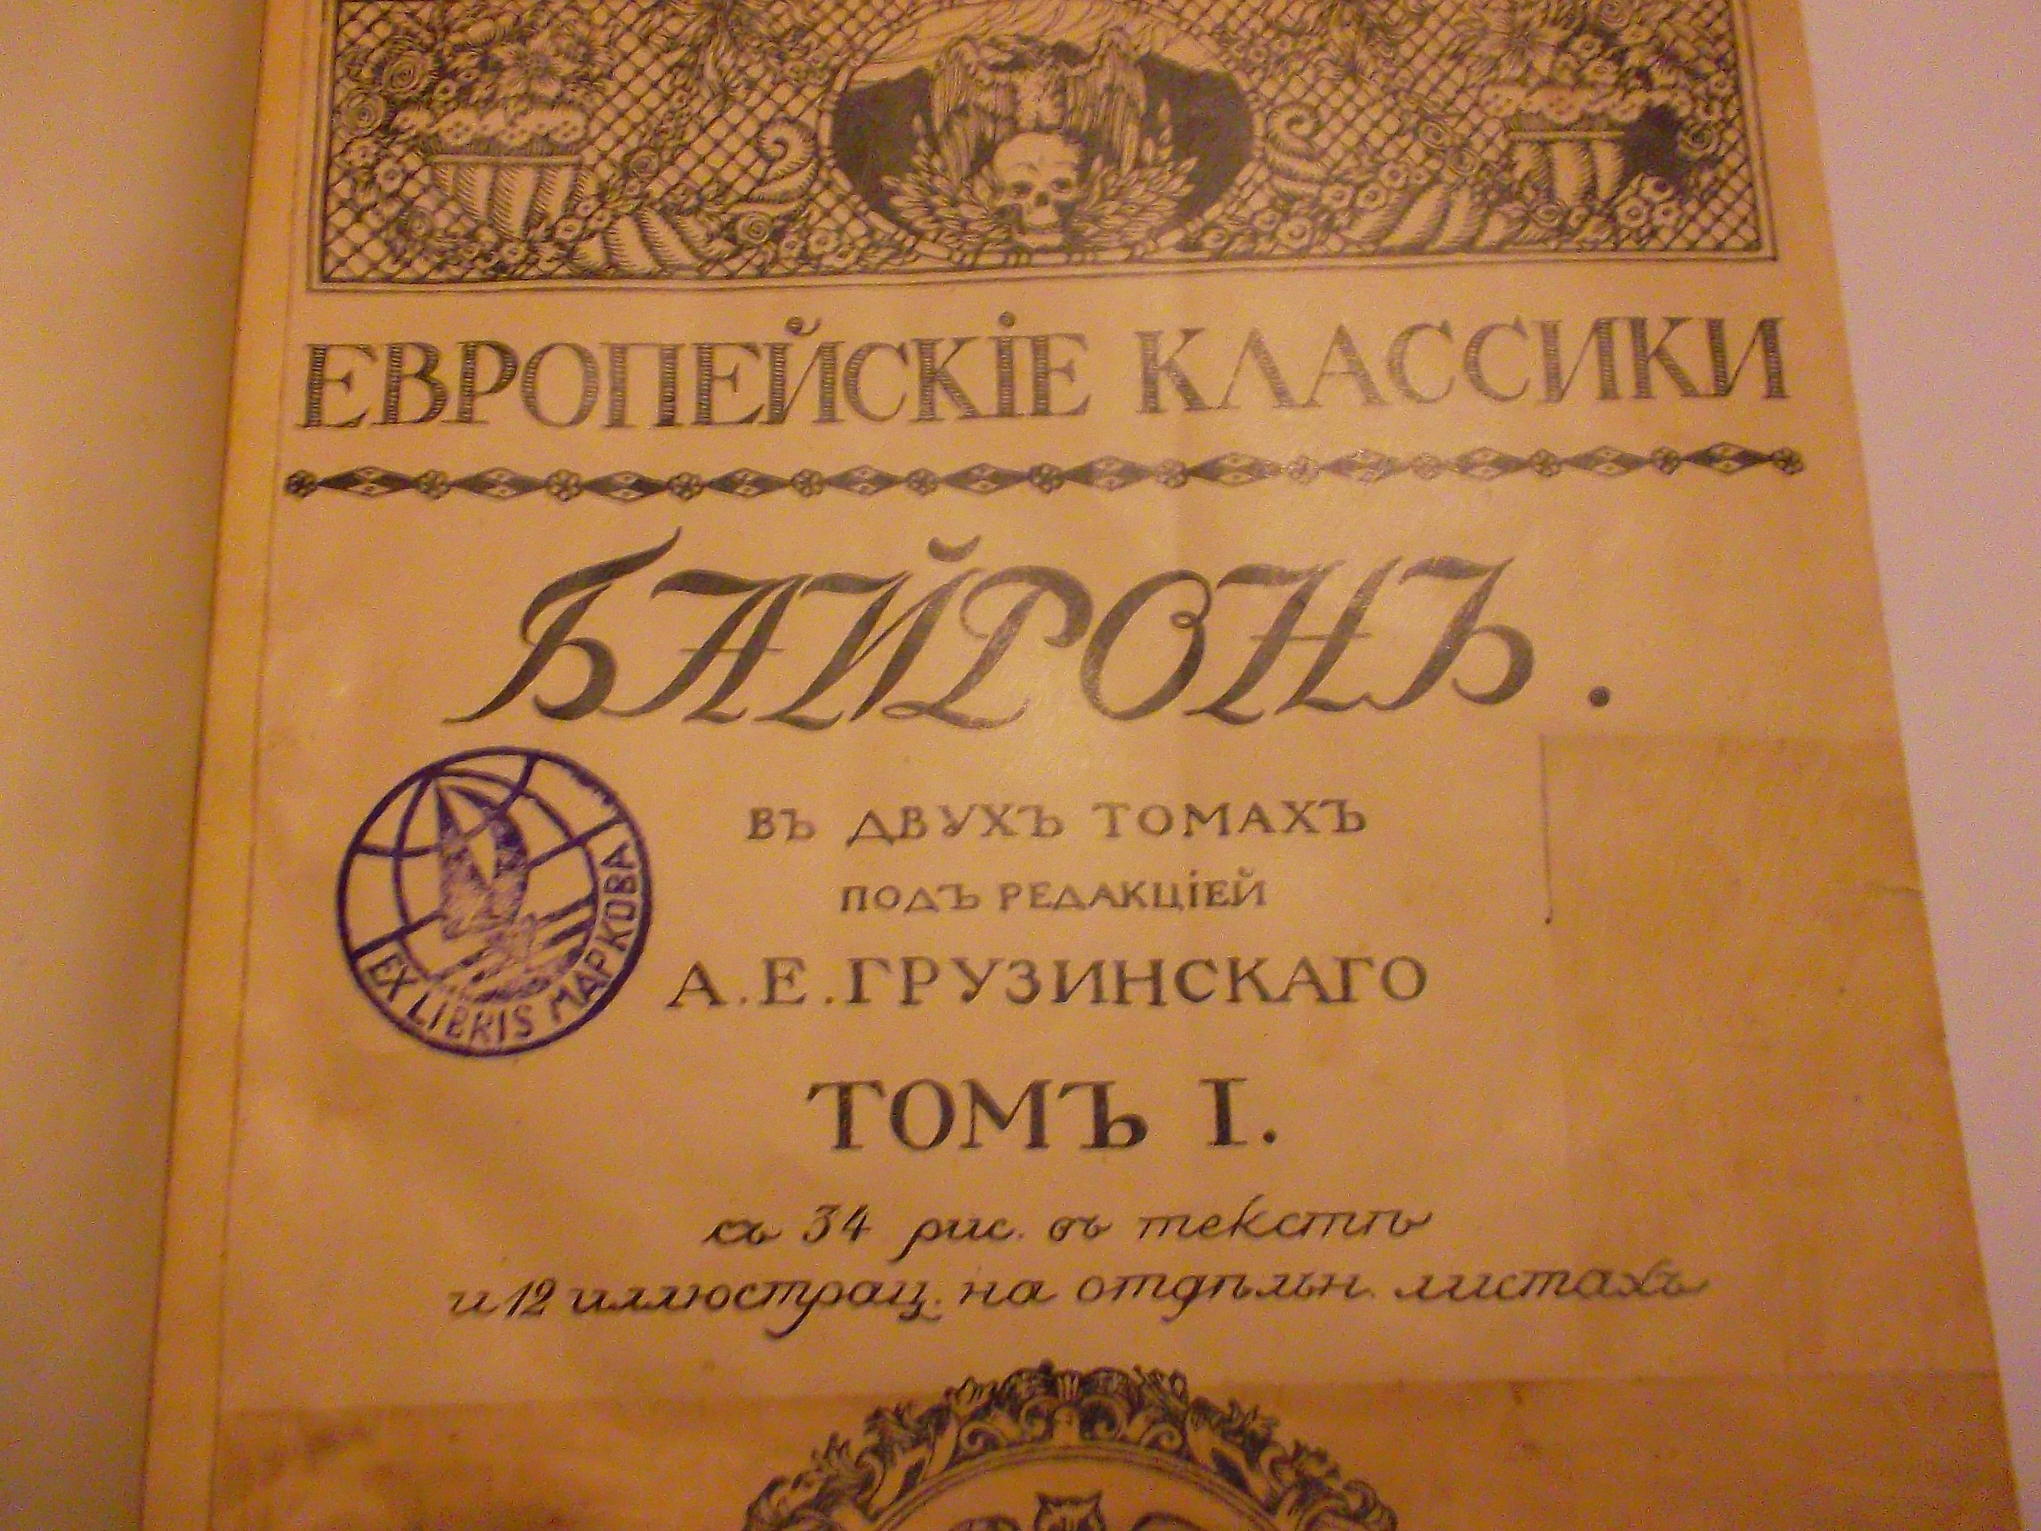 ЕВРОПЕЙСКІЕ КЛАССИКИ
БАЙРОНЪ.
ВЪ ДВУХЪ ТОМАХЪ
ПОДЪ РЕДАКЦІЕЙ
А.Е.ГРУЗИНСКАГО
EX LIBRIS МАРКОВА
ТОМЪ I.
съ 34 рис. въ текстѣ
и 12 иллюстрац. на отдѣльн. листахъ